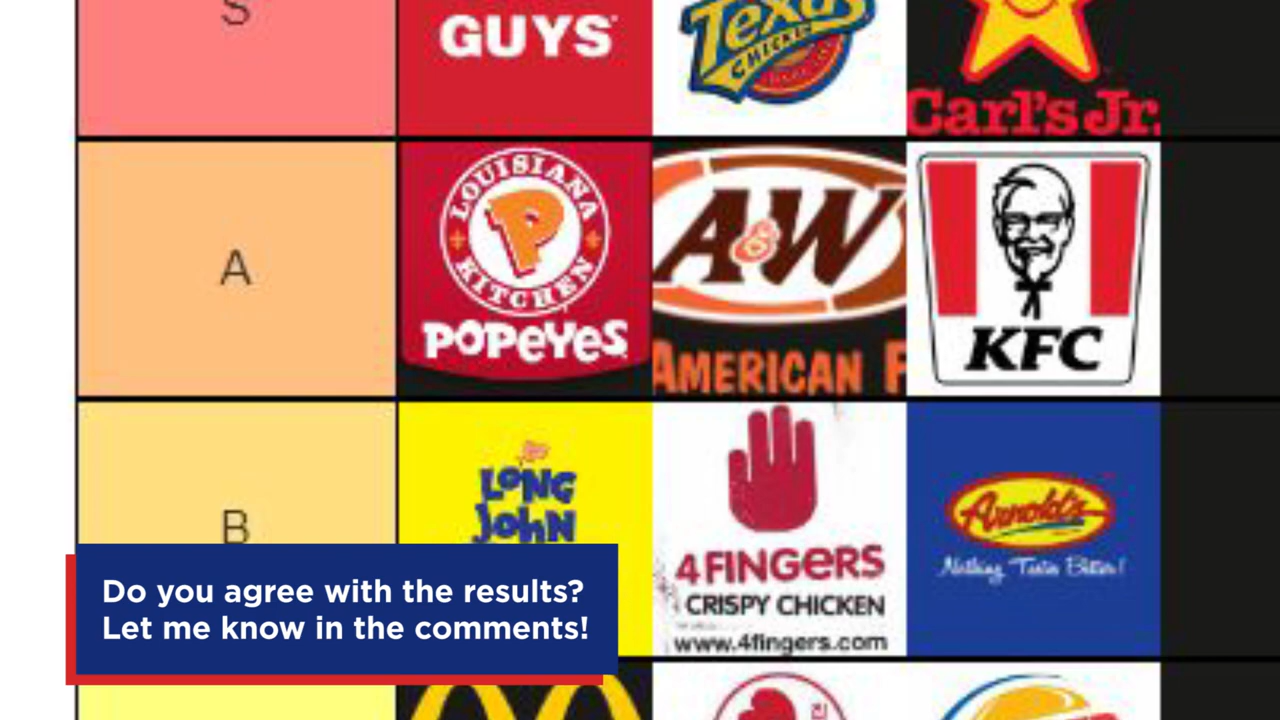 S
GUYS
Texas
CHICKEN
Carl's Jr.
A
LOUISIANA
P
KITCHEN
POPEYES
A&W
AMERICAN F
KFC
B
LONG
JOHN
4FINGERS
CRISPY CHICKEN
www.4fingers.com
Arnold's
Nothing Tastes Better!
Do you agree with the results?
Let me know in the comments!